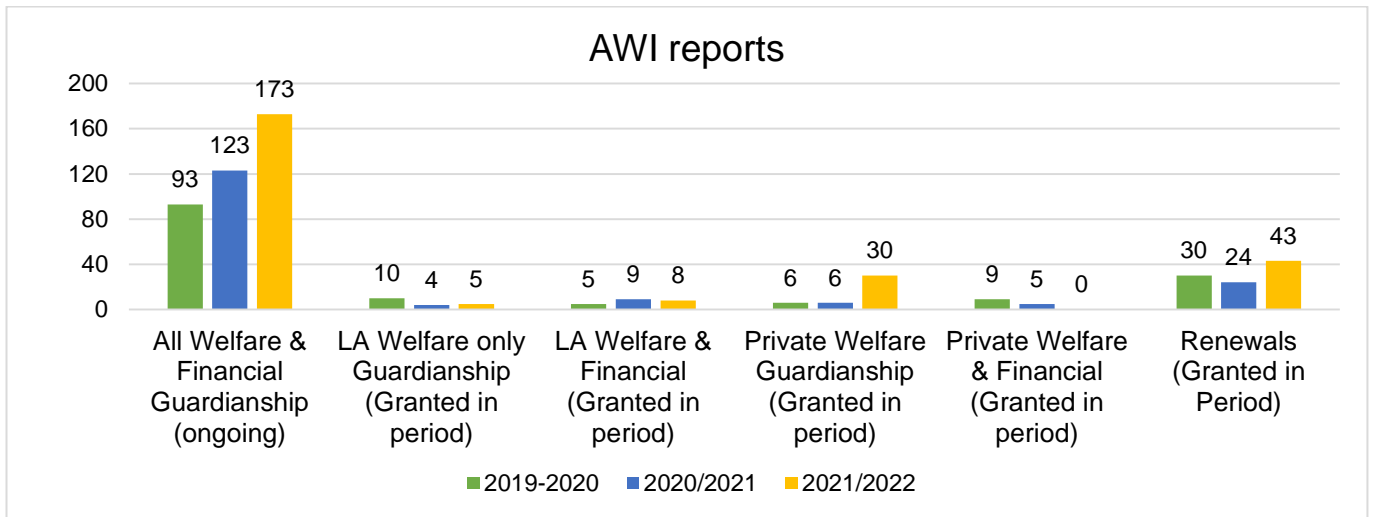 AWI reports
200
160
120
80
40
0
93
123
173
10
4
5
5
9
8
6
6
30
9
5
0
30
24
43
All Welfare &
Financial
Guardianship
(ongoing)
LA Welfare only
Guardianship
(Granted in
period)
LA Welfare &
Financial
(Granted in
period)
Private Welfare
Guardianship
(Granted in
period)
Private Welfare
& Financial
(Granted in
period)
Renewals
(Granted in
Period)
2019-2020
2020/2021
2021/2022